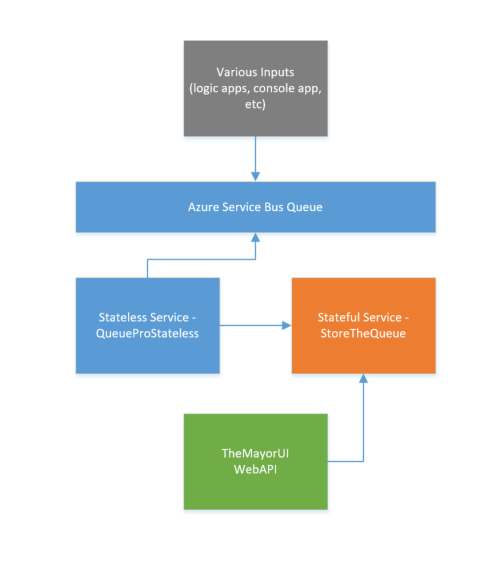 Various Inputs
(logic apps, console app,
etc)
Azure Service Bus Queue
Stateless Service -
QueueProStateless
Stateful Service -
StoreTheQueue
TheMayorUI
WebAPI